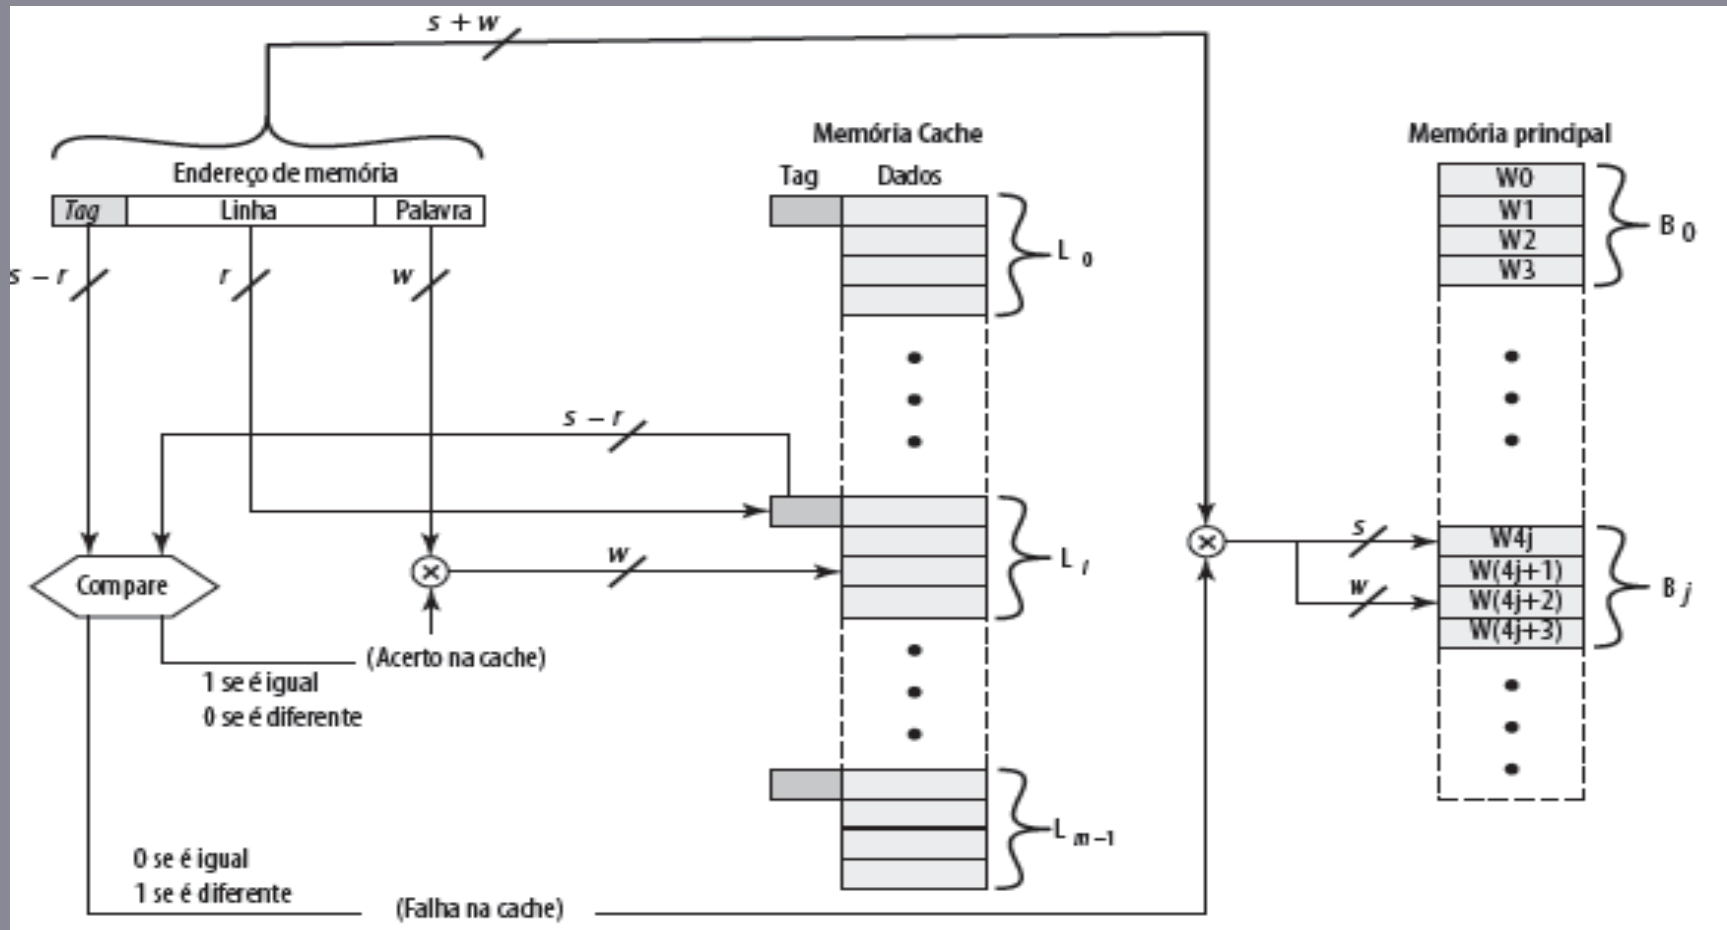 s + w
Memória Cache
Memória principal
Endereço de memória
Tag
Dados
Tag
Linha
Palavra
W0
W1
W2
W3
B 0
L 0
s – r
r
w
s – r
s
w
W4j
W(4j+1)
W(4j+2)
W(4j+3)
B j
L i
w
Compare
(Acerto na cache)
1 se é igual
0 se é diferente
L m–1
0 se é igual
1 se é diferente
(Falha na cache)